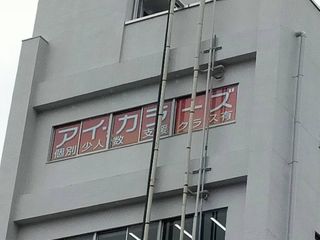 アイ・カラーズ
個別 少人数 支援クラス有